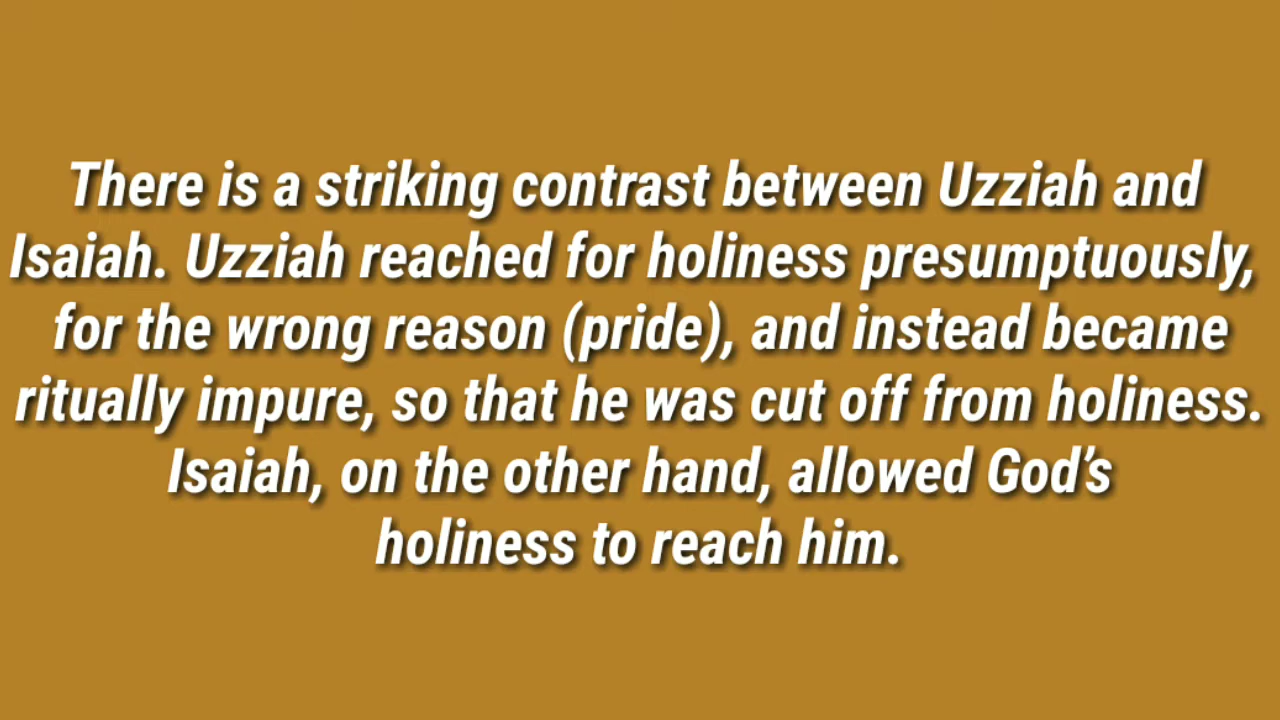 There is a striking contrast between Uzziah and
Isaiah. Uzziah reached for holiness presumptuously,
for the wrong reason (pride), and instead became
ritually impure, so that he was cut off from holiness.
Isaiah, on the other hand, allowed God’s
holiness to reach him.